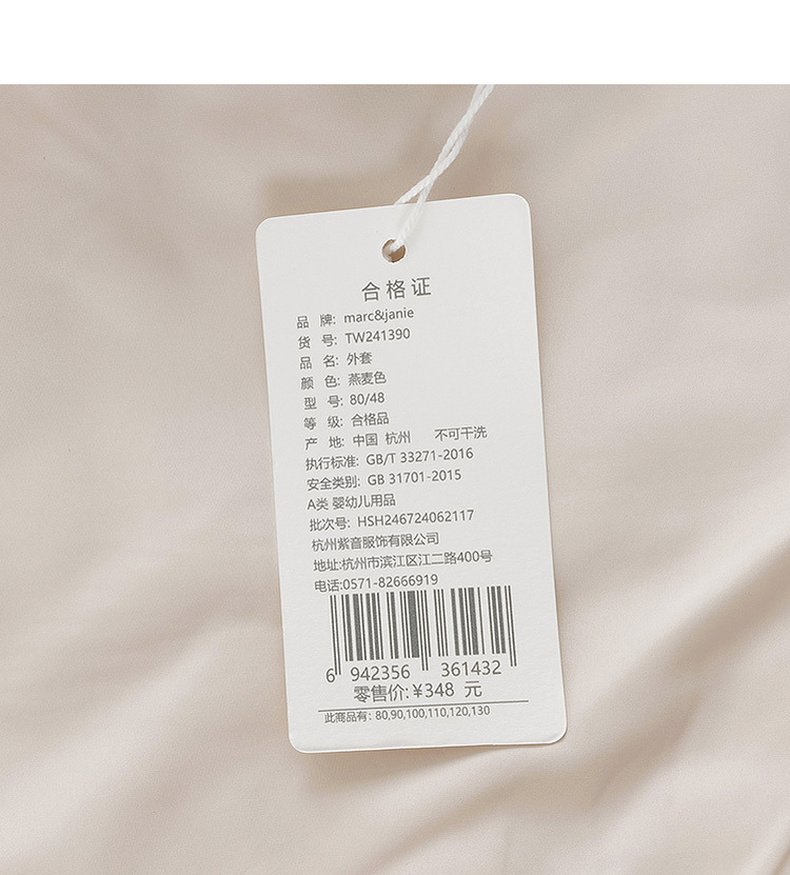 合格证
品 牌: marc&janie
货 号: TW241390
品 名: 外套
颜 色: 燕麦色
型 号: 80/48
等 级: 合格品
产 地: 中国 杭州 不可干洗
执行标准: GB/T 33271-2016
安全类别: GB 31701-2015
A类 婴幼儿用品
批次号: HSH246724062117
杭州紫音服饰有限公司
地址:杭州市滨江区江二路400号
电话:0571-82666919
6 942356 361432
零售价:¥348 元
此商品有: 80,90,100,110,120,130